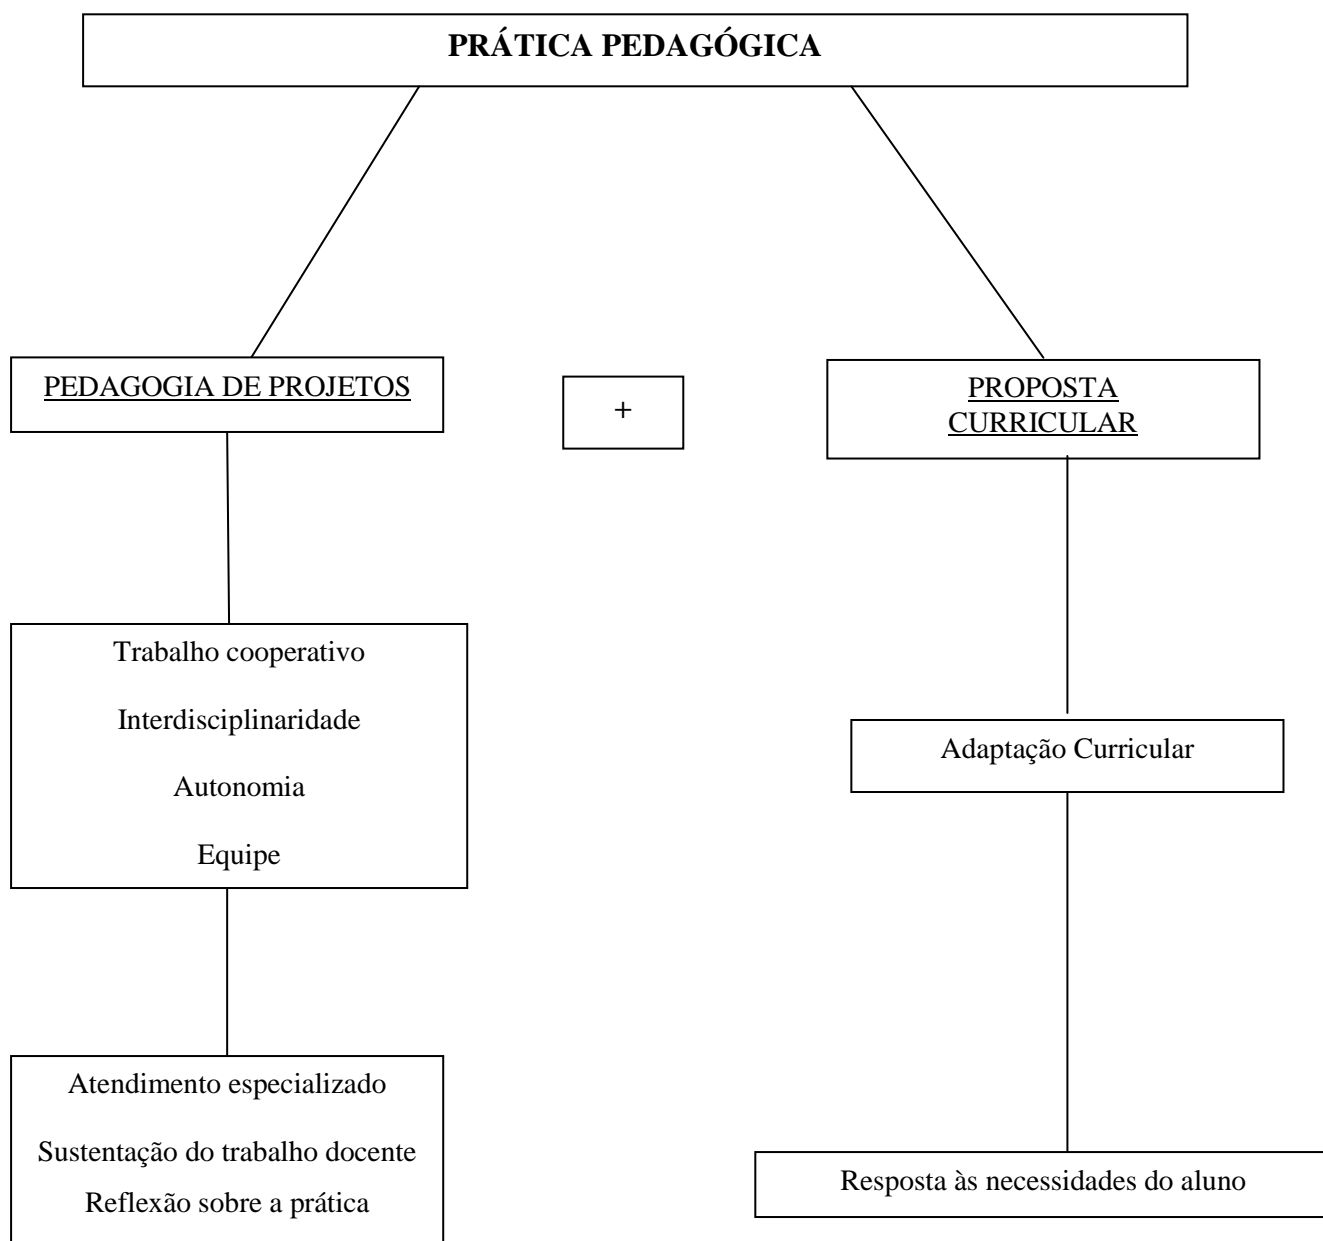 PRÁTICA PEDAGÓGICA
PEDAGOGIA DE PROJETOS
+
PROPOSTA
CURRICULAR
Trabalho cooperativo
Interdisciplinaridade
Autonomia
Equipe
Adaptação Curricular
Atendimento especializado
Sustentação do trabalho docente
Reflexão sobre a prática
Resposta às necessidades do aluno